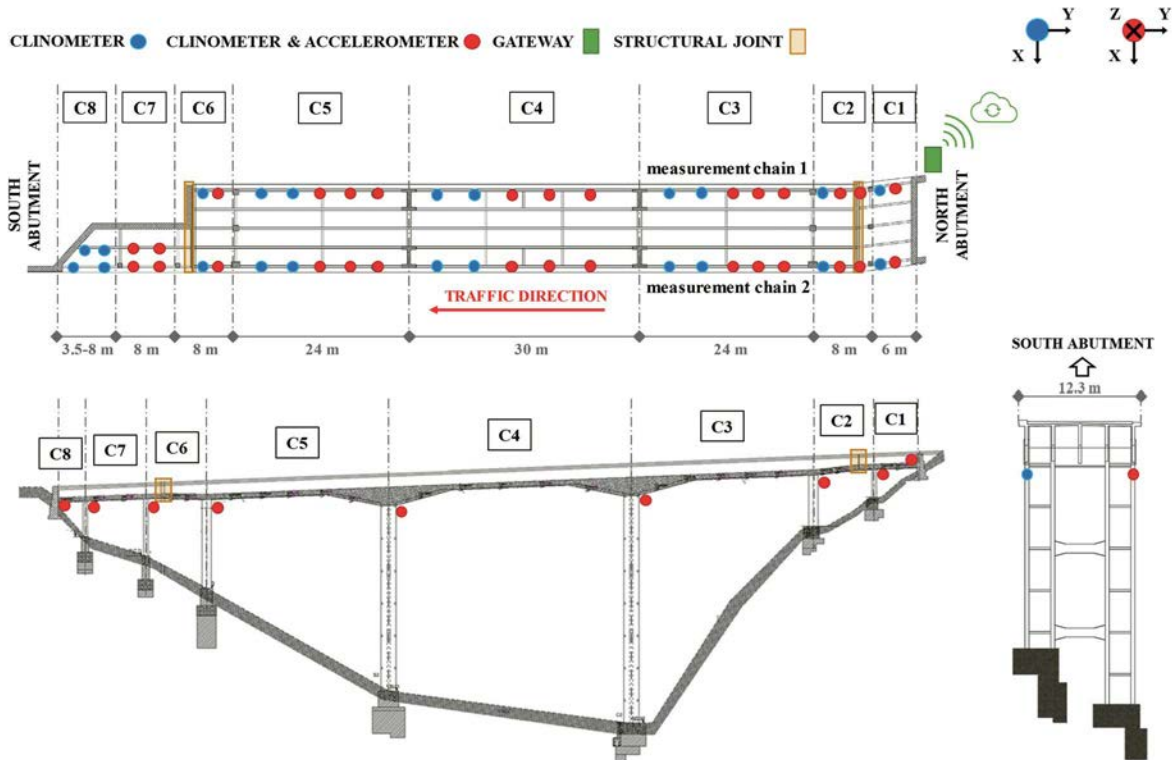 CLINOMETER CLINOMETER & ACCELEROMETER GATEWAY STRUCTURAL JOINT
Y
X
Z
Y
X
C8 C7 C6 C5 C4 C3 C2 C1
measurement chain 1
SOUTH
ABUTMENT
NORTH
ABUTMENT
measurement chain 2
TRAFFIC DIRECTION
3.5-8 m 8 m 8 m 24 m 30 m 24 m 8 m 6 m
SOUTH ABUTMENT
12.3 m
C8 C7 C6 C5 C4 C3 C2 C1